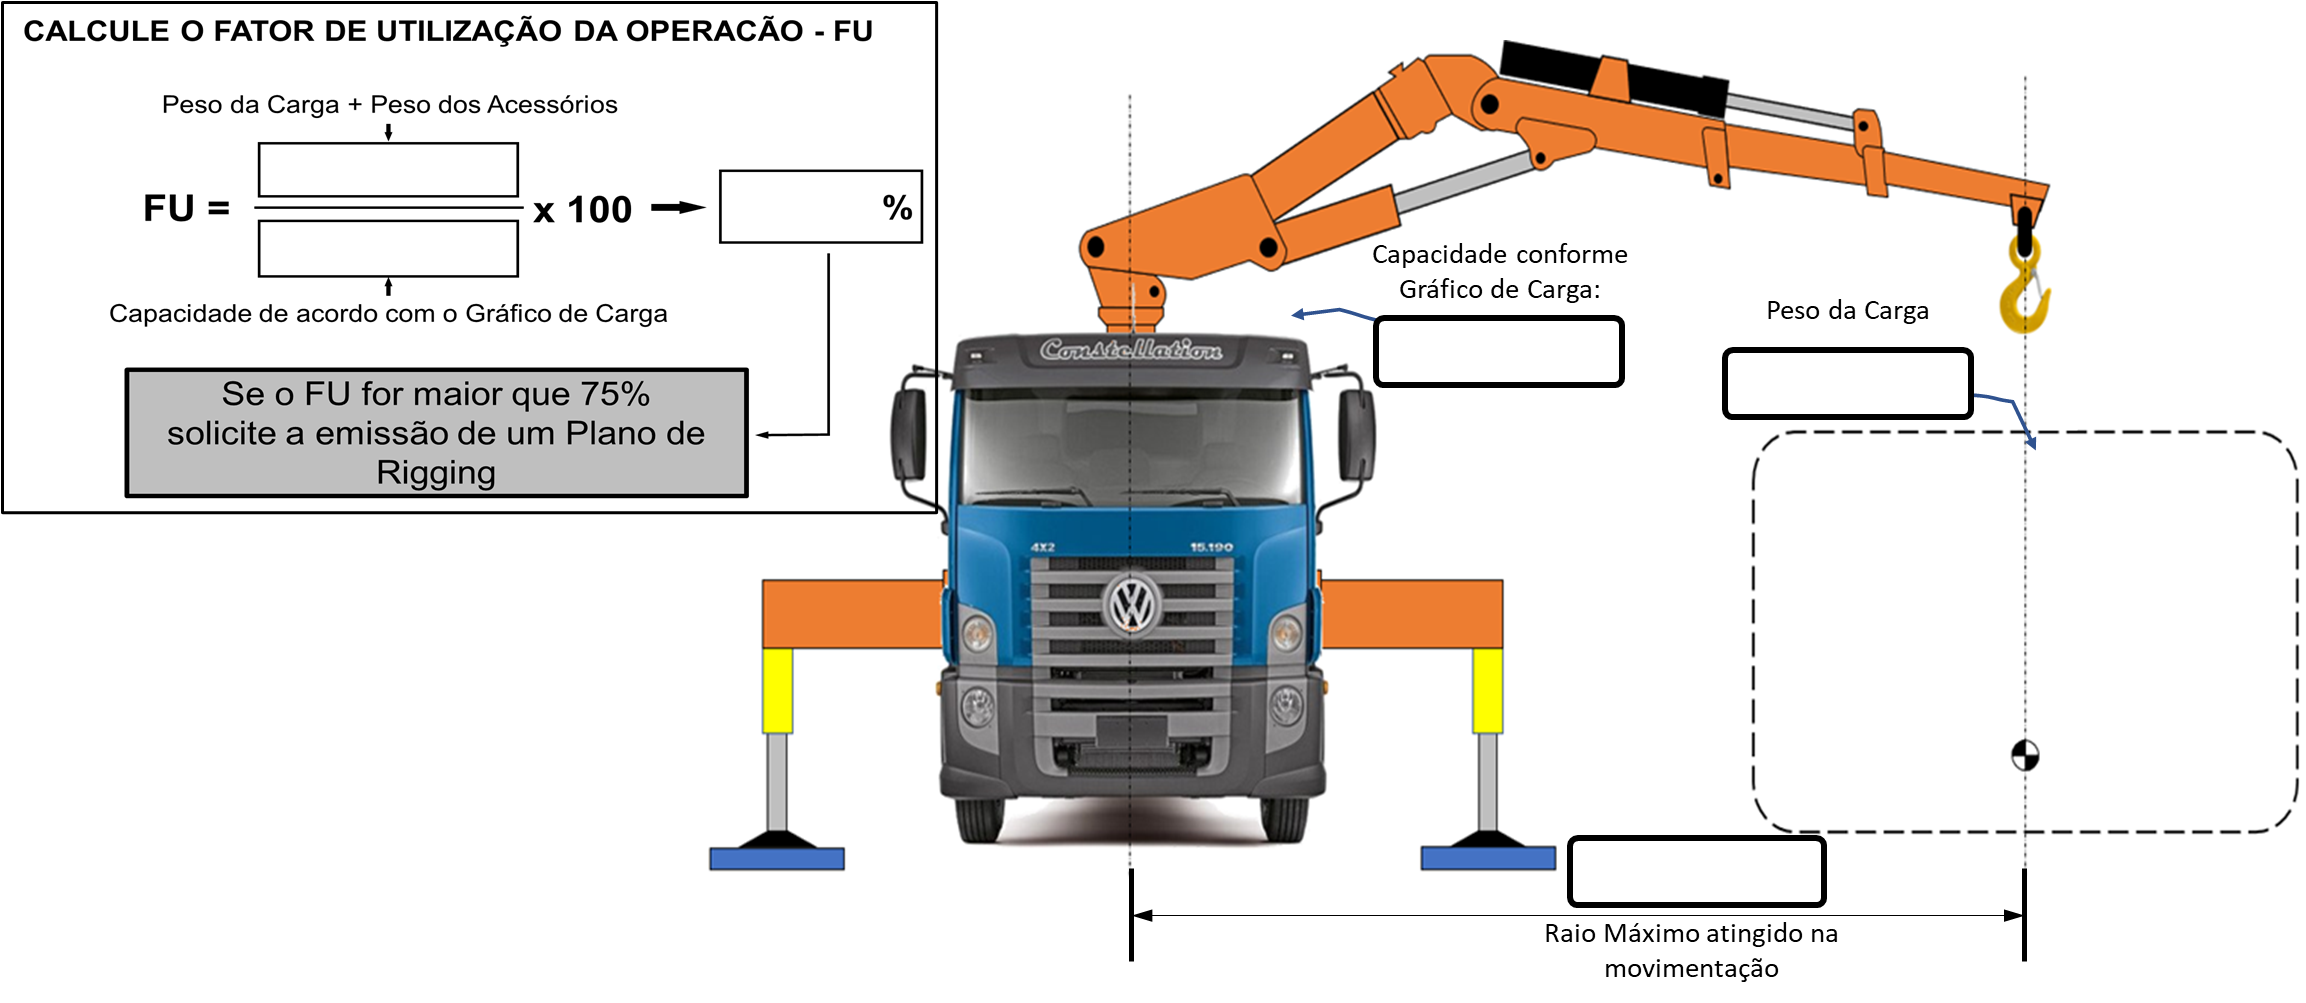 CALCULE O FATOR DE UTILIZAÇÃO DA OPERACÃO - FU
Peso da Carga + Peso dos Acessórios
FU =
x 100
%
Capacidade de acordo com o Gráfico de Carga
Se o FU for maior que 75%
solicite a emissão de um Plano de
Rigging
Capacidade conforme
Gráfico de Carga:
Peso da Carga
Constellation
4X2
15.190
Raio Máximo atingido na
movimentação